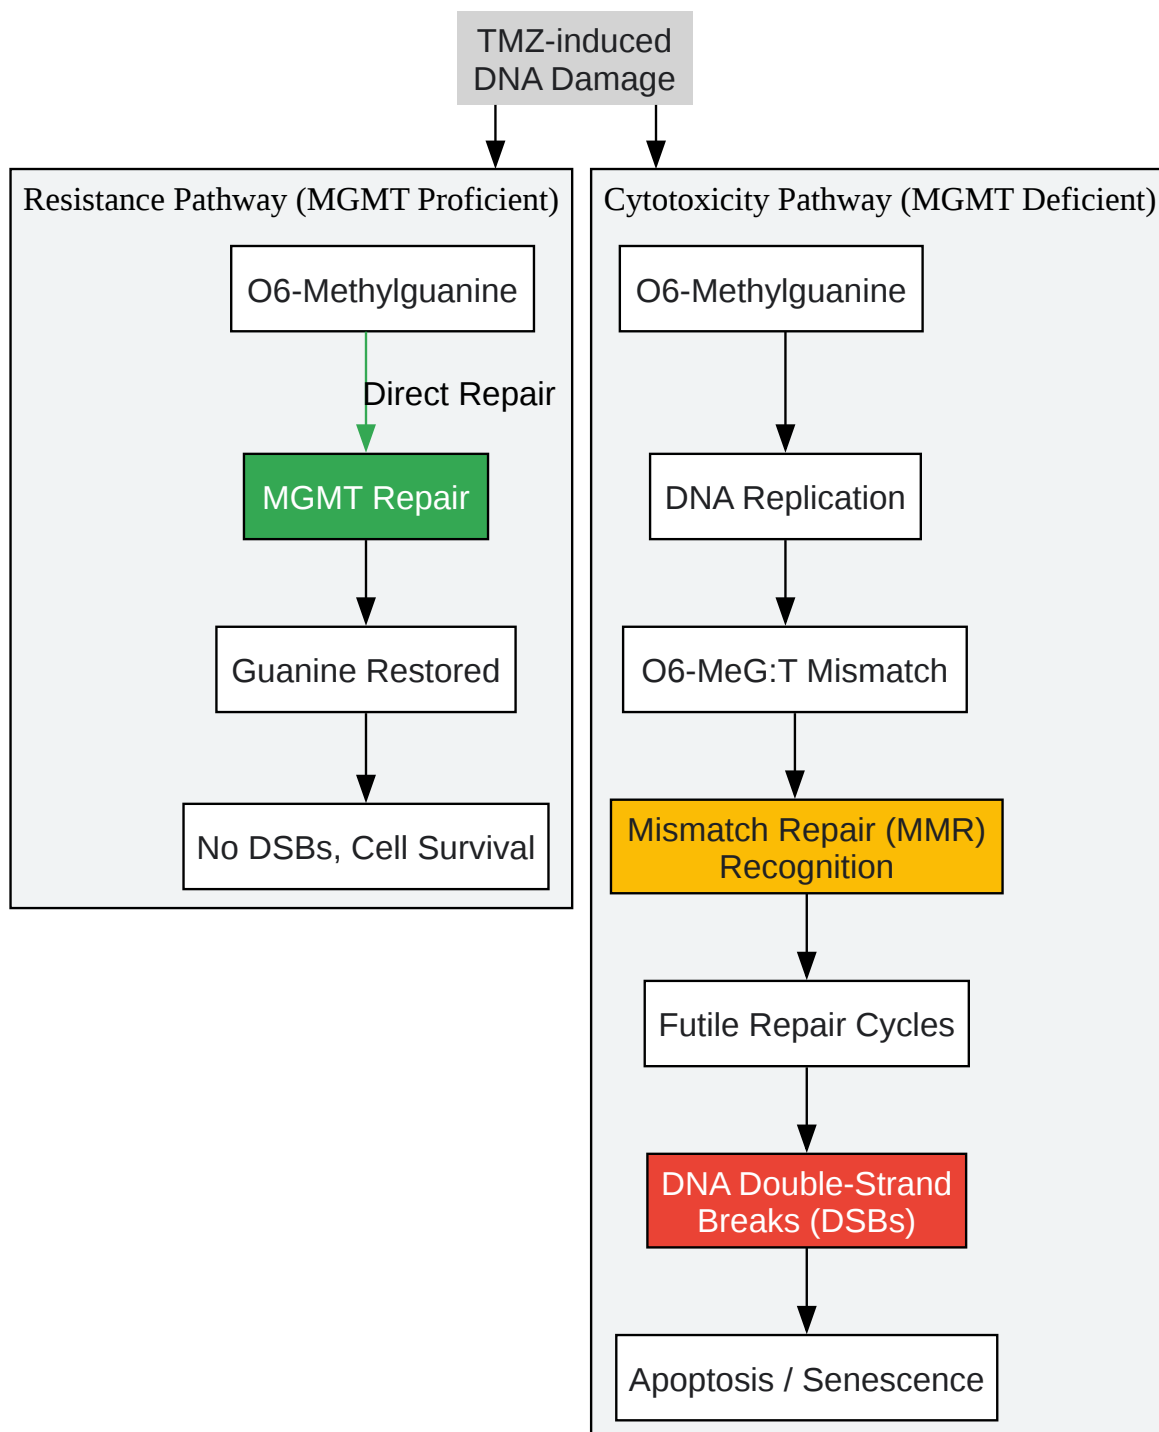 TMZ-induced
DNA Damage
Resistance Pathway (MGMT Proficient)
O6-Methylguanine
Direct Repair
MGMT Repair
Guanine Restored
No DSBs, Cell Survival
Cytotoxicity Pathway (MGMT Deficient)
O6-Methylguanine
DNA Replication
O6-MeG:T Mismatch
Mismatch Repair (MMR)
Recognition
Futile Repair Cycles
DNA Double-Strand
Breaks (DSBs)
Apoptosis / Senescence